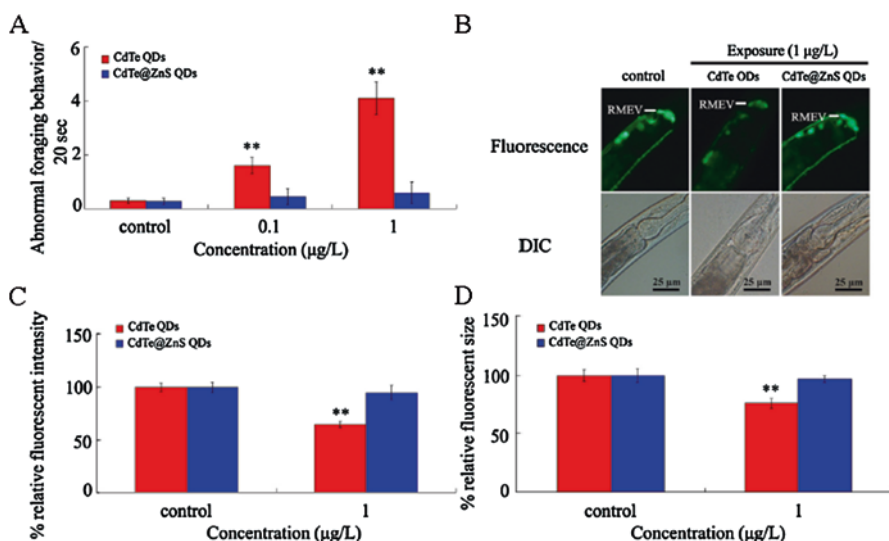 A
Abnormal foraging behavior/
20 sec
6
4
2
0
CdTe QDs
CdTe@ZnS QDs
**
**
control
0.1
1
Concentration (µg/L)
B
Exposure (1 µg/L)
control
CdTe ODs
CdTe@ZnS QDs
Fluorescence
RMEV
RMEV
RMEV
DIC
25 µm
25 µm
25 µm
C
% relative fluorescent intensity
150
100
50
0
CdTe QDs
CdTe@ZnS QDs
**
control
1
Concentration (µg/L)
D
% relative fluorescent size
150
100
50
0
CdTe QDs
CdTe@ZnS QDs
**
control
1
Concentration (µg/L)